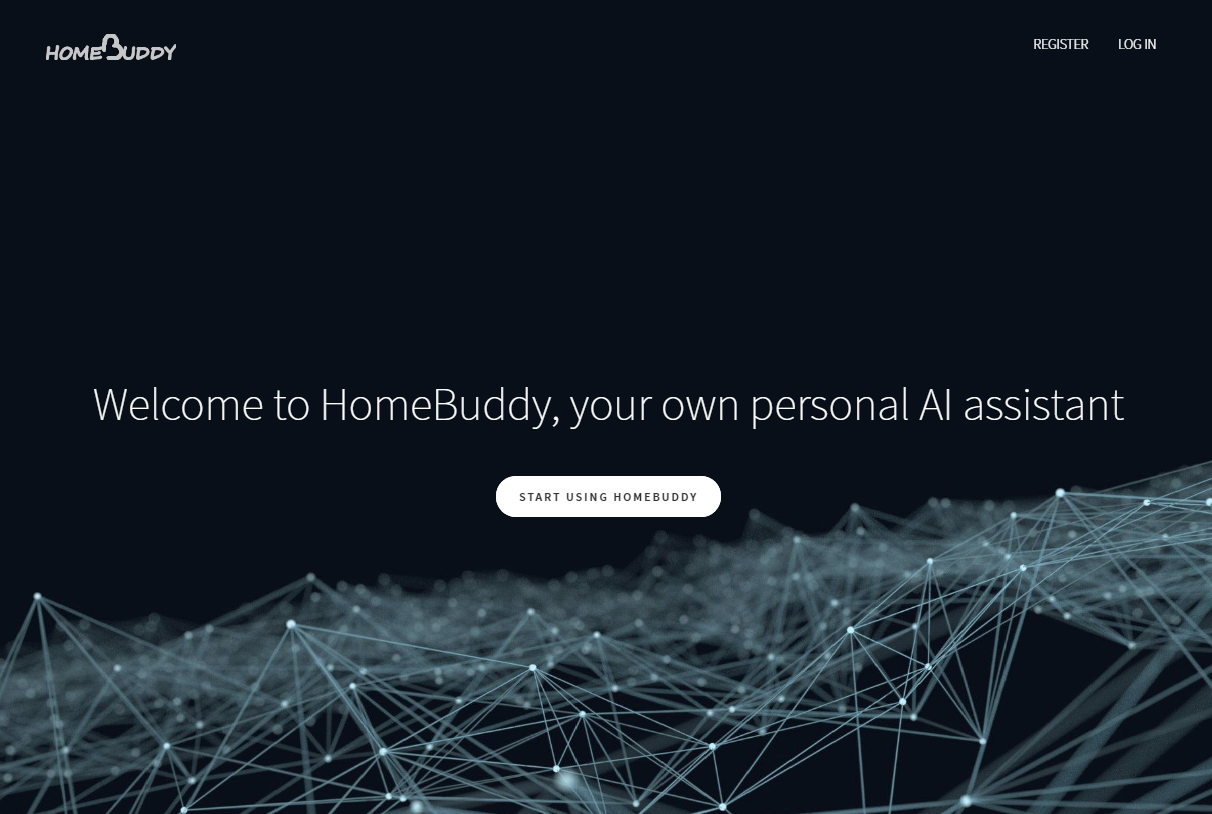 HOMEBUDDY
REGISTER LOG IN
Welcome to HomeBuddy, your own personal AI assistant
START USING HOMEBUDDY